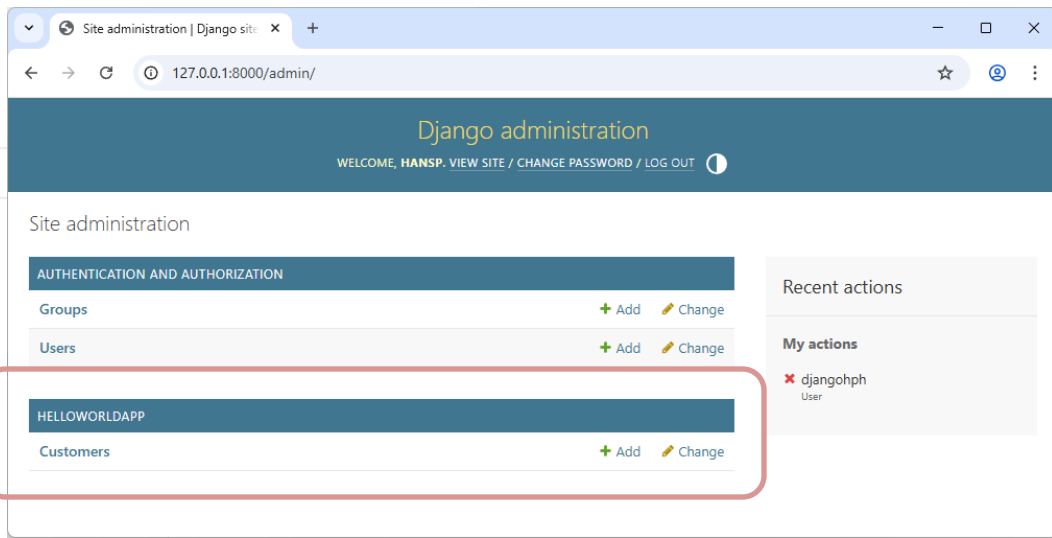 Site administration | Django site
127.0.0.1:8000/admin/
Django administration
WELCOME, HANSP. VIEW SITE / CHANGE PASSWORD / LOG OUT
Site administration
AUTHENTICATION AND AUTHORIZATION
Groups + Add Change
Users + Add Change
HELLOWORLDAPP
Customers + Add Change
Recent actions
My actions
djangohph
User